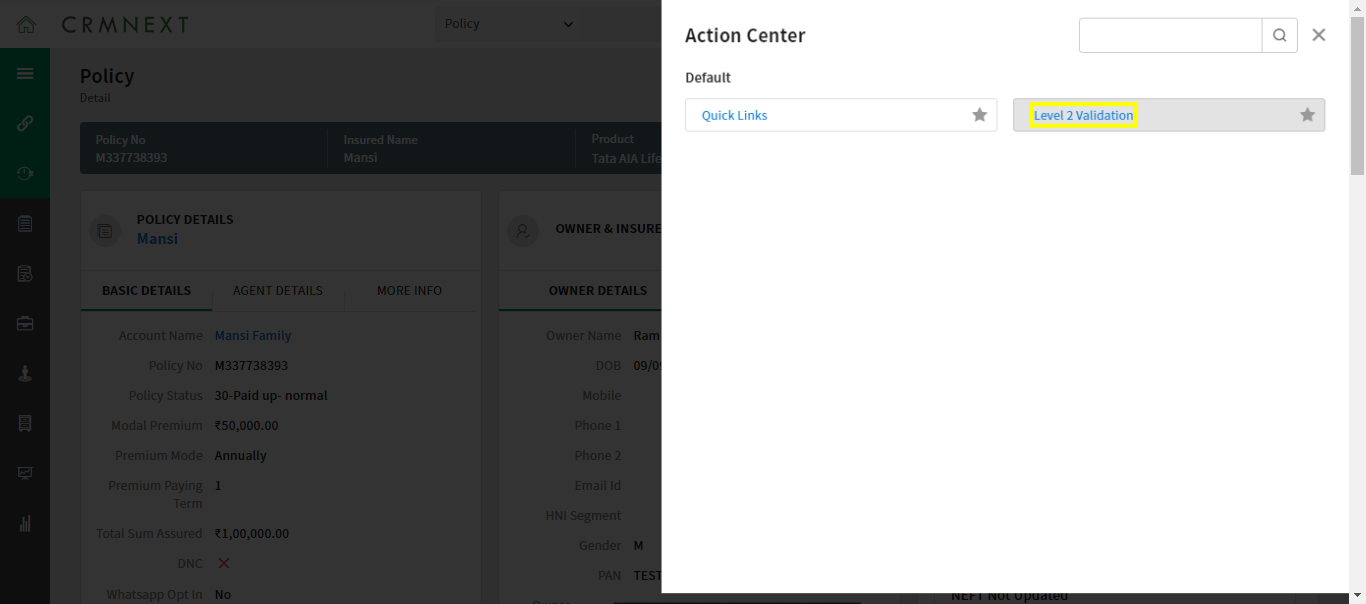 CRMNEXT
Policy
Action Center
Default
Quick Links
Level 2 Validation
Policy
Detail
Policy No
M337738393
Insured Name
Mansi
Product
Tata AIA Life
POLICY DETAILS
Mansi
BASIC DETAILS
AGENT DETAILS
MORE INFO
Account Name Mansi Family
Policy No M337738393
Policy Status 30-Paid up- normal
Modal Premium ₹50,000.00
Premium Mode Annually
Premium Paying Term 1
Total Sum Assured ₹1,00,000.00
DNC
Whatsapp Opt In No
OWNER & INSURE
OWNER DETAILS
Owner Name Ram
DOB 09/09
Mobile
Phone 1
Phone 2
Email Id
HNI Segment
Gender M
PAN TEST
Owner
NEFT Not Updated